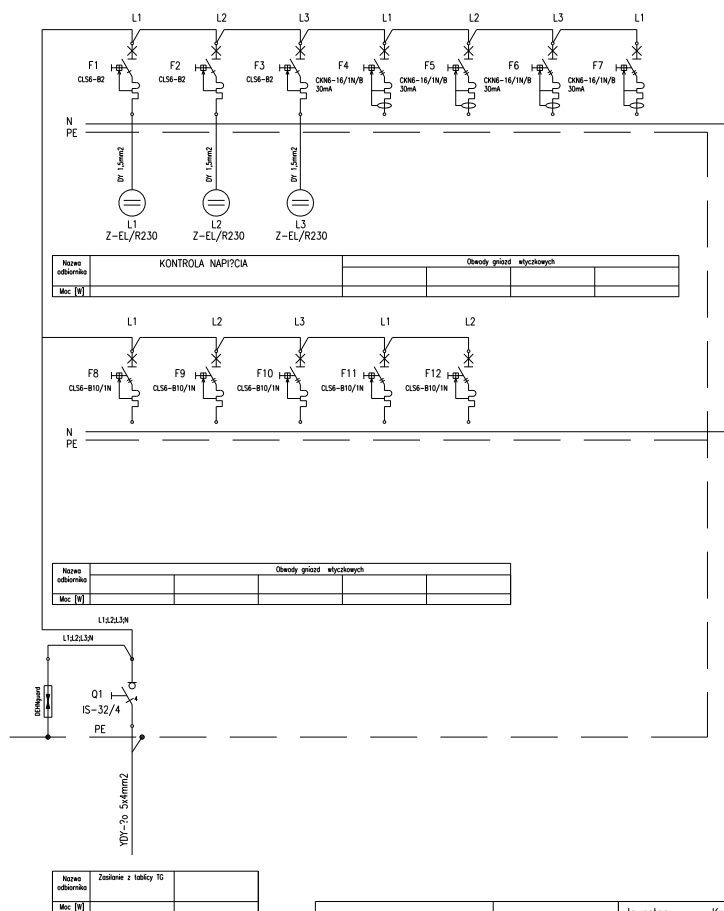 L1 L2 L3 L1 L2 L3 L1
F1 F2 F3 F4 F5 F6 F7
CLS6-B2 CLS6-B2 CLS6-B2 CKN6-16/1N/B CKN6-16/1N/B CKN6-16/1N/B CKN6-16/1N/B
30mA 30mA 30mA 30mA
N
PE
DY 1,5mm2 DY 1,5mm2 DY 1,5mm2
L1 L2 L3
Z-EL/R230 Z-EL/R230 Z-EL/R230
Nazwa odbiornika KONTROLA NAPI?CIA Obwody gniazd wtyczkowych
Moc [W]
L1 L2 L3 L1 L2
F8 F9 F10 F11 F12
CLS6-B10/1N CLS6-B10/1N CLS6-B10/1N CLS6-B10/1N CLS6-B10/1N
N
PE
Nazwa odbiornika Obwody gniazd wtyczkowych
Moc [W]
L1;L2;L3;N
L1;L2;L3;N
DEHNguard
Q1
4
IS-32/4
PE
YDY-?o 5x4mm2
Nazwa odbiornika Zasilanie z tablicy TG
Moc [W]